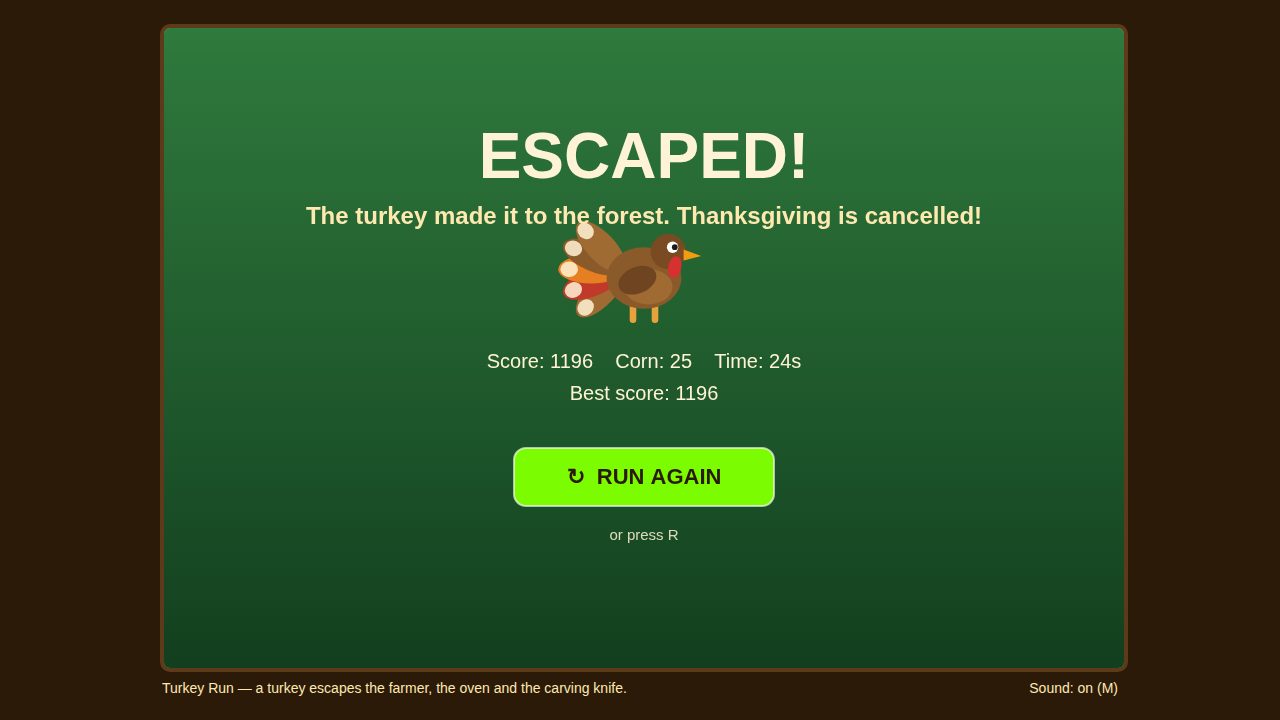 ESCAPED!
The turkey made it to the forest. Thanksgiving is cancelled!
Score: 1196 Corn: 25 Time: 24s
Best score: 1196
↻ RUN AGAIN
or press R
Turkey Run — a turkey escapes the farmer, the oven and the carving knife.
Sound: on (M)